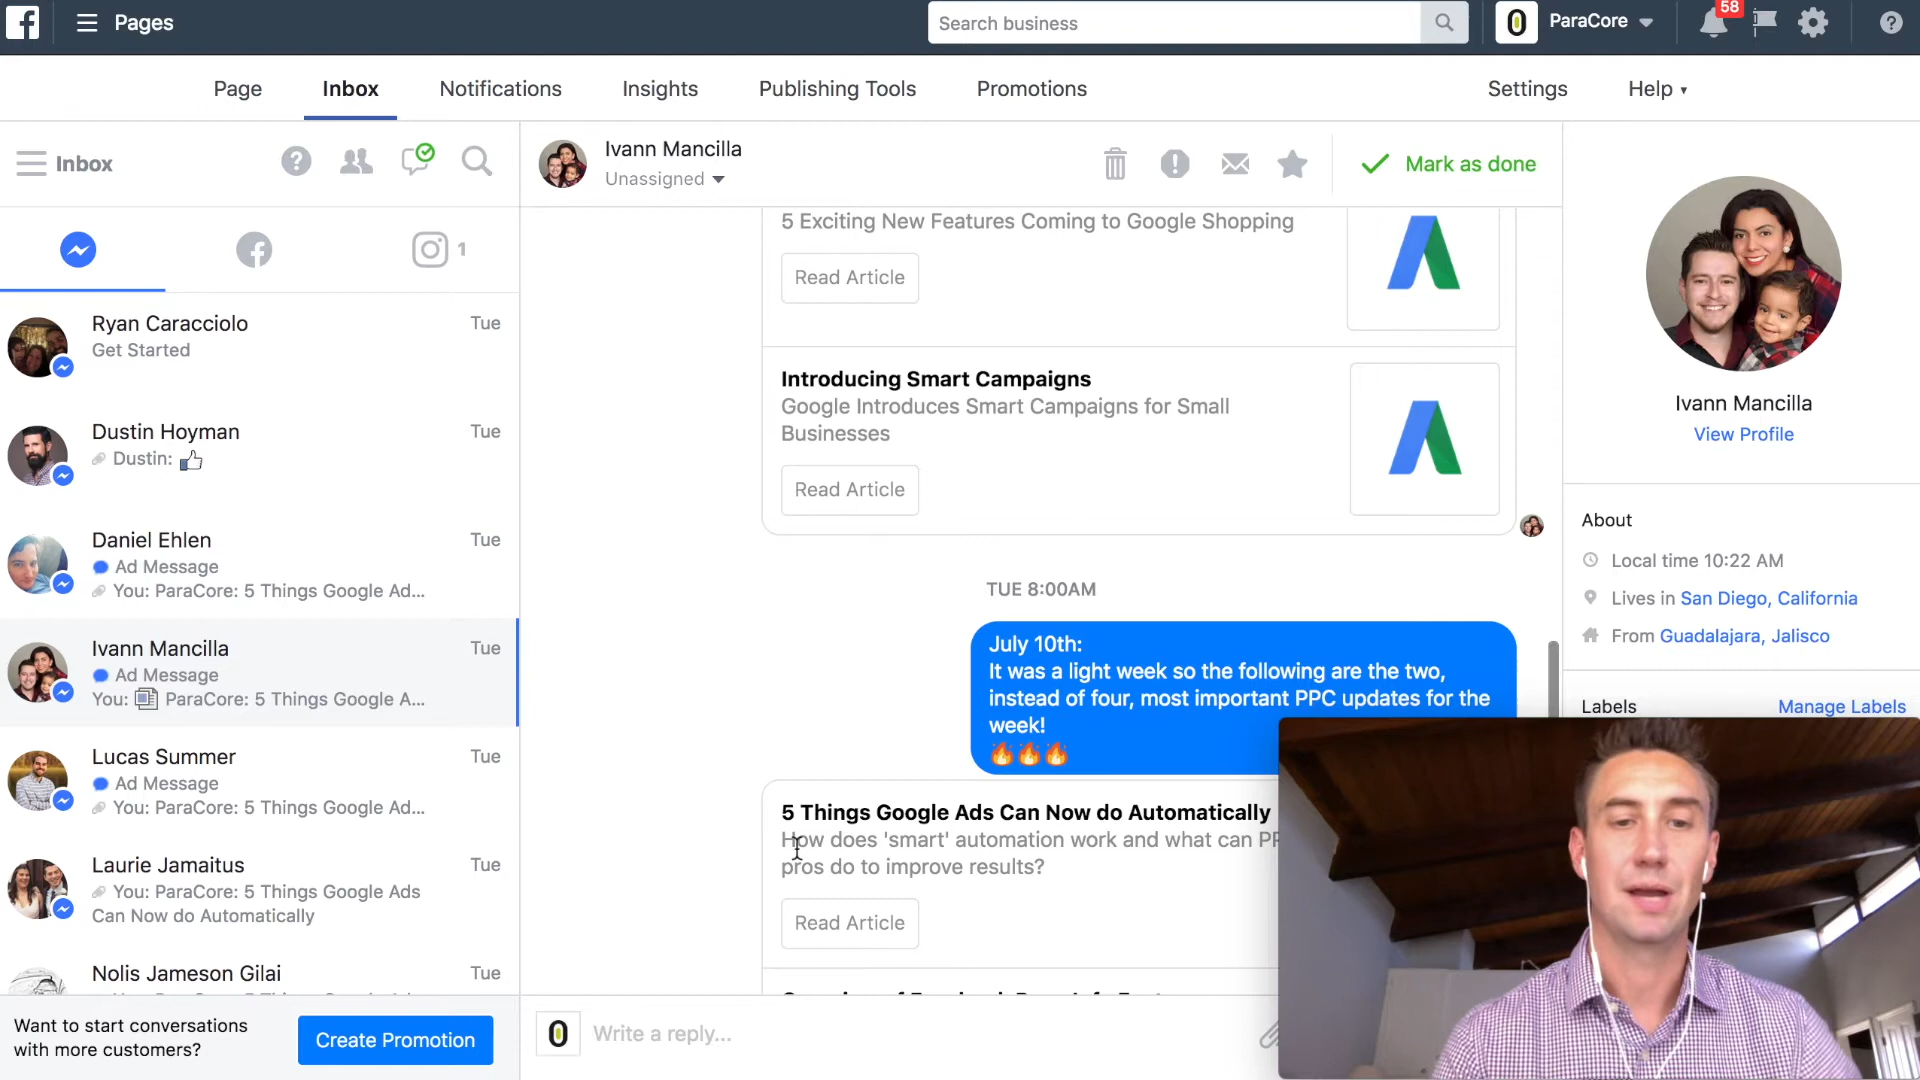 Pages
Search business
ParaCore
58
Page
Inbox
Notifications
Insights
Publishing Tools
Promotions
Settings
Help
Inbox
Ivann Mancilla
Unassigned
Mark as done
1
Ryan Caracciolo
Tue
Get Started
Dustin Hoyman
Tue
Dustin:
Daniel Ehlen
Tue
Ad Message
You: ParaCore: 5 Things Google Ad...
Ivann Mancilla
Tue
Ad Message
You: ParaCore: 5 Things Google A...
Lucas Summer
Tue
Ad Message
You: ParaCore: 5 Things Google Ad...
Laurie Jamaitus
Tue
You: ParaCore: 5 Things Google Ads
Can Now do Automatically
Nolis Jameson Gilai
Tue
Want to start conversations
with more customers?
Create Promotion
5 Exciting New Features Coming to Google Shopping
Read Article
Introducing Smart Campaigns
Google Introduces Smart Campaigns for Small
Businesses
Read Article
TUE 8:00AM
July 10th:
It was a light week so the following are the two,
instead of four, most important PPC updates for the
week!
🔥🔥🔥
5 Things Google Ads Can Now do Automatically
How does 'smart' automation work and what can
pros do to improve results?
Read Article
Write a reply...
Ivann Mancilla
View Profile
About
Local time 10:22 AM
Lives in San Diego, California
From Guadalajara, Jalisco
Labels
Manage Labels